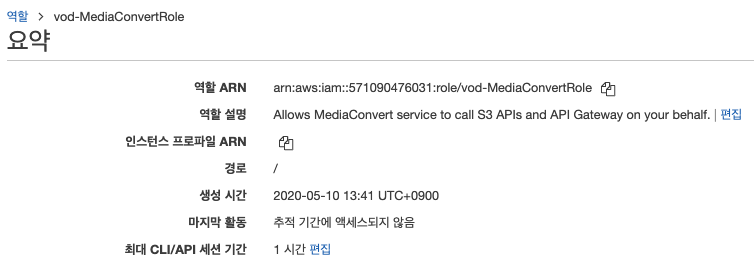 역할 > vod-MediaConvertRole
요약
역할 ARN arn:aws:iam::571090476031:role/vod-MediaConvertRole
역할 설명 Allows MediaConvert service to call S3 APIs and API Gateway on your behalf. | 편집
인스턴스 프로파일 ARN
경로 /
생성 시간 2020-05-10 13:41 UTC+0900
마지막 활동 추적 기간에 액세스되지 않음
최대 CLI/API 세션 기간 1 시간 편집